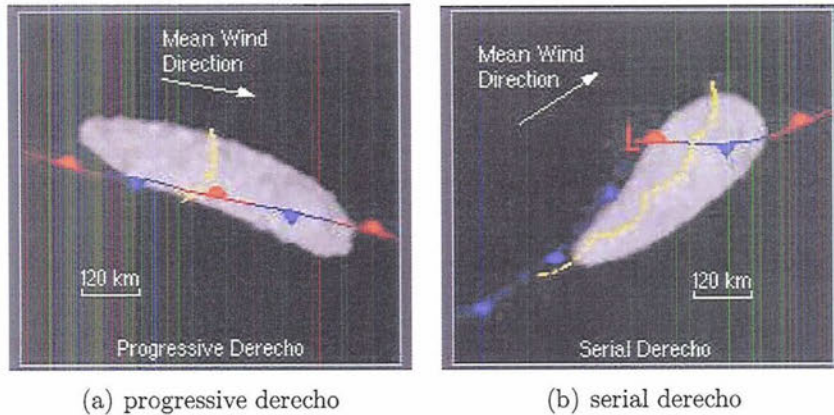 Mean Wind
Direction
120 km
Progressive Derecho
Mean Wind
Direction
L
120 km
Serial Derecho
(a) progressive derecho
(b) serial derecho